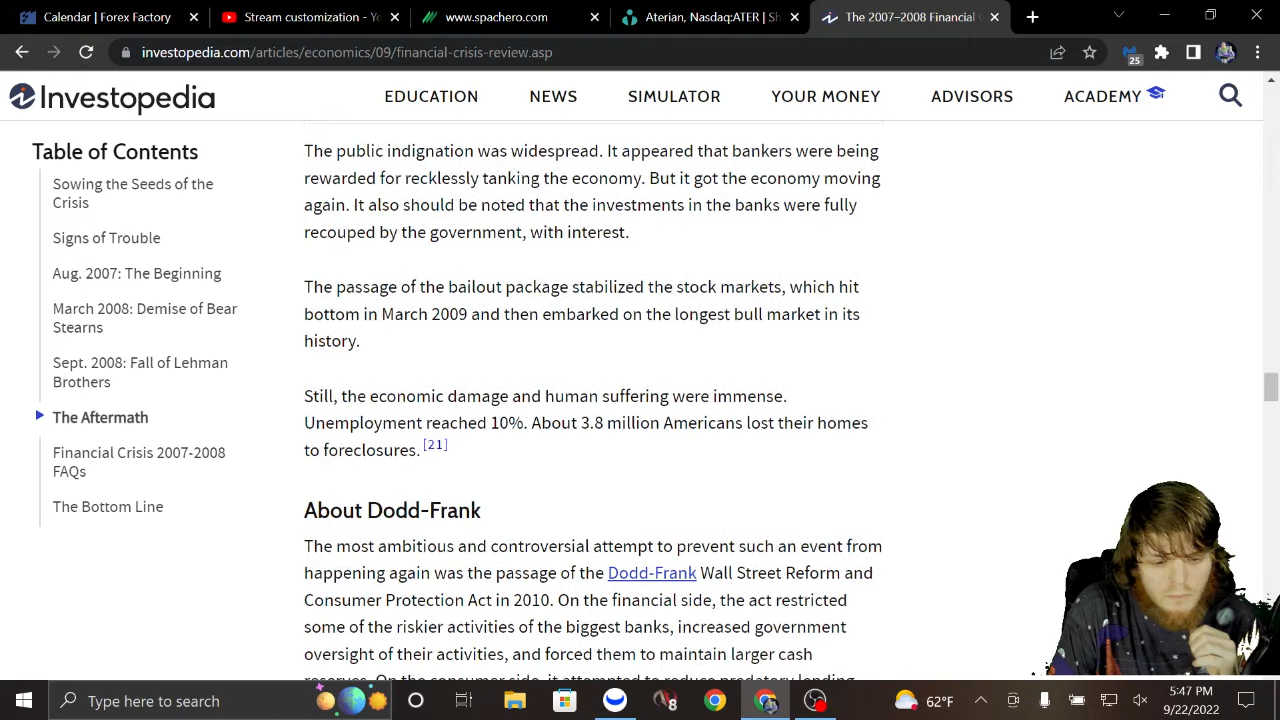 Calendar | Forex Factory
Stream customization - Yo
www.spachero.com
Aterian, Nasdaq:ATER | Sh
The 2007–2008 Financial
investopedia.com/articles/economics/09/financial-crisis-review.asp
25
Investopedia
EDUCATION
NEWS
SIMULATOR
YOUR MONEY
ADVISORS
ACADEMY
Table of Contents
Sowing the Seeds of the
Crisis
Signs of Trouble
Aug. 2007: The Beginning
March 2008: Demise of Bear
Stearns
Sept. 2008: Fall of Lehman
Brothers
The Aftermath
Financial Crisis 2007-2008
FAQs
The Bottom Line
The public indignation was widespread. It appeared that bankers were being
rewarded for recklessly tanking the economy. But it got the economy moving
again. It also should be noted that the investments in the banks were fully
recouped by the government, with interest.
The passage of the bailout package stabilized the stock markets, which hit
bottom in March 2009 and then embarked on the longest bull market in its
history.
Still, the economic damage and human suffering were immense.
Unemployment reached 10%. About 3.8 million Americans lost their homes
to foreclosures. [21]
About Dodd-Frank
The most ambitious and controversial attempt to prevent such an event from
happening again was the passage of the Dodd-Frank Wall Street Reform and
Consumer Protection Act in 2010. On the financial side, the act restricted
some of the riskier activities of the biggest banks, increased government
oversight of their activities, and forced them to maintain larger cash
Type here to search
8
62°F
5:47 PM
9/22/2022